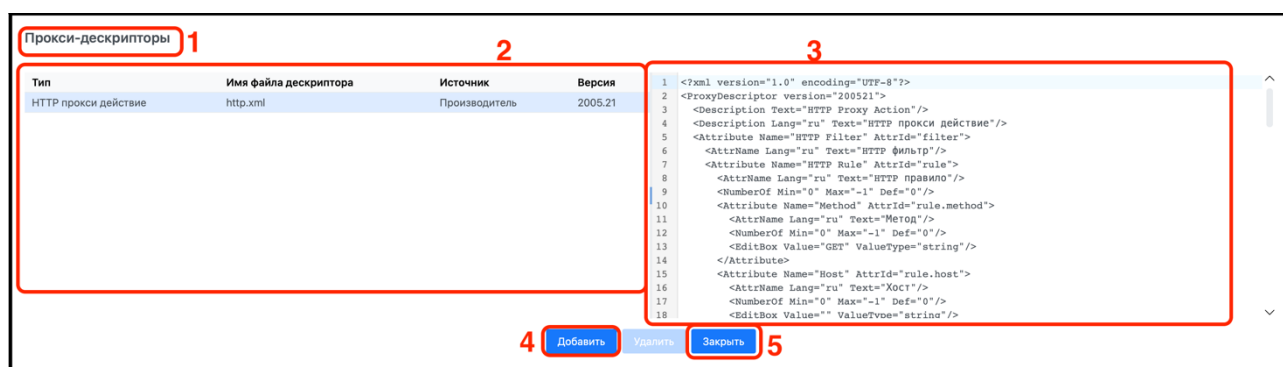 Прокси-дескрипторы 1
2
3
Тип Имя файла дескриптора Источник Версия
HTTP прокси действие http.xml Производитель 2005.21
1 <?xml version="1.0" encoding="UTF-8"?>
2 <ProxyDescriptor version="200521">
3 <Description Text="HTTP Proxy Action"/>
4 <Description Lang="ru" Text="HTTP прокси действие"/>
5 <Attribute Name="HTTP Filter" AttrId="filter">
6 <AttrName Lang="ru" Text="HTTP фильтр"/>
7 <Attribute Name="HTTP Rule" AttrId="rule">
8 <AttrName Lang="ru" Text="HTTP правило"/>
9 <NumberOf Min="0" Max="-1" Def="0"/>
10 <Attribute Name="Method" AttrId="rule.method">
11 <AttrName Lang="ru" Text="Метод"/>
12 <NumberOf Min="0" Max="-1" Def="0"/>
13 <EditBox Value="GET" ValueType="string"/>
14 </Attribute>
15 <Attribute Name="Host" AttrId="rule.host">
16 <AttrName Lang="ru" Text="Хост"/>
17 <NumberOf Min="0" Max="-1" Def="0"/>
18 <EditBox Value="" ValueType="string"/>
4 Добавить Удалить Закрыть 5